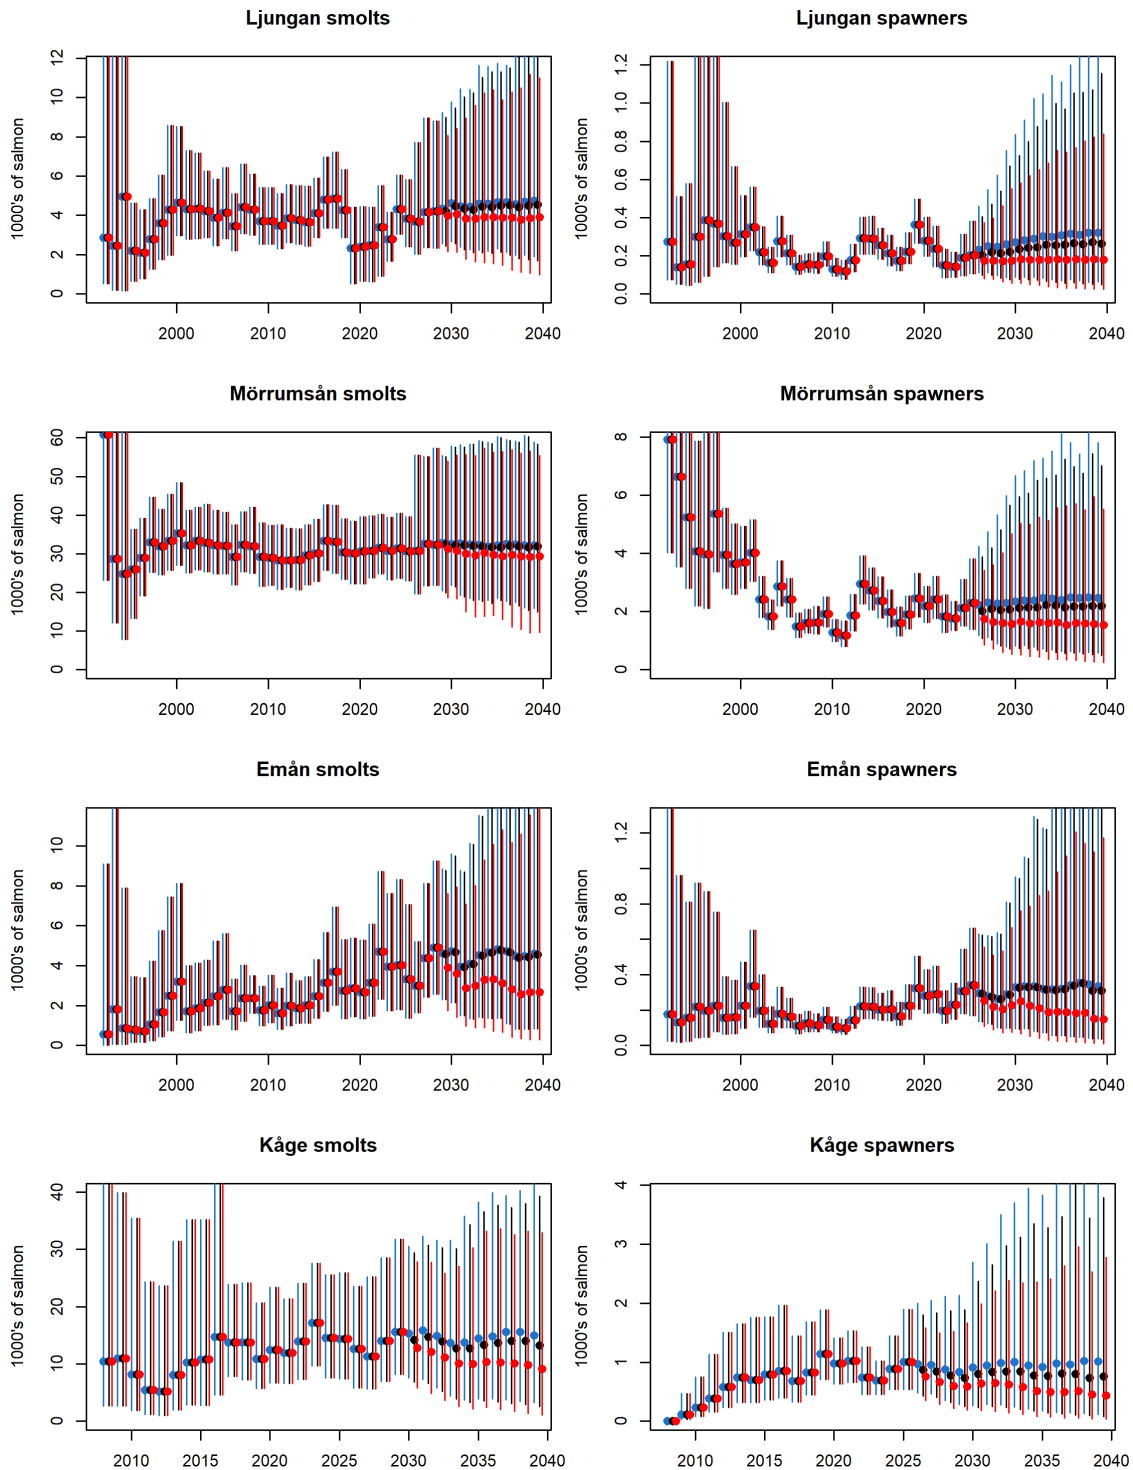 Ljungan smolts
1000's of salmon
0 2 4 6 8 10 12
2000 2010 2020 2030 2040
Ljungan spawners
1000's of salmon
0.0 0.2 0.4 0.6 0.8 1.0 1.2
2000 2010 2020 2030 2040
Mörrumsån smolts
1000's of salmon
0 10 20 30 40 50 60
2000 2010 2020 2030 2040
Mörrumsån spawners
1000's of salmon
0 2 4 6 8
2000 2010 2020 2030 2040
Emån smolts
1000's of salmon
0 2 4 6 8 10
2000 2010 2020 2030 2040
Emån spawners
1000's of salmon
0.0 0.4 0.8 1.2
2000 2010 2020 2030 2040
Kåge smolts
1000's of salmon
0 10 20 30 40
2010 2015 2020 2025 2030 2035 2040
Kåge spawners
1000's of salmon
0 1 2 3 4
2010 2015 2020 2025 2030 2035 2040